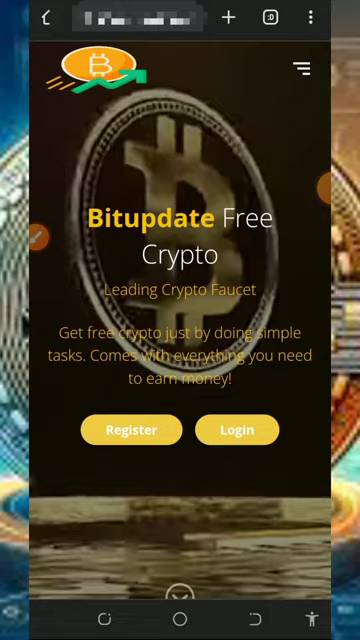 :D
Bitupdate Free
Crypto
Leading Crypto Faucet
Get free crypto just by doing simple
tasks. Comes with everything you need
to earn money!
Register
Login